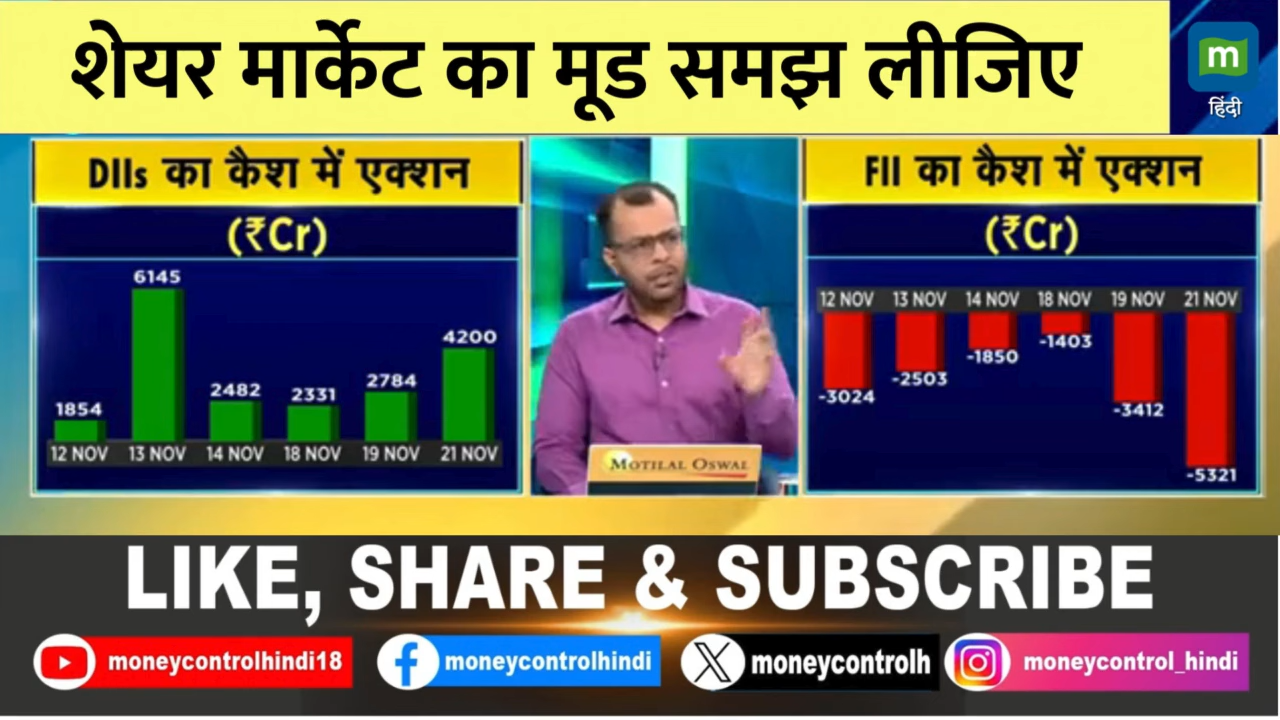 शेयर मार्केट का मूड समझ लीजिए
m
हिंदी
DIIs का कैश में एक्शन
(₹Cr)
6145
4200
2784
2482
2331
1854
12 NOV 13 NOV 14 NOV 18 NOV 19 NOV 21 NOV
MOTILAL OSWAL
FII का कैश में एक्शन
(₹Cr)
12 NOV 13 NOV 14 NOV 18 NOV 19 NOV 21 NOV
-1403
-1850
-2503
-3024
-3412
-5321
LIKE, SHARE & SUBSCRIBE
moneycontrolhindi18 moneycontrolhindi moneycontrolh moneycontrol_hindi